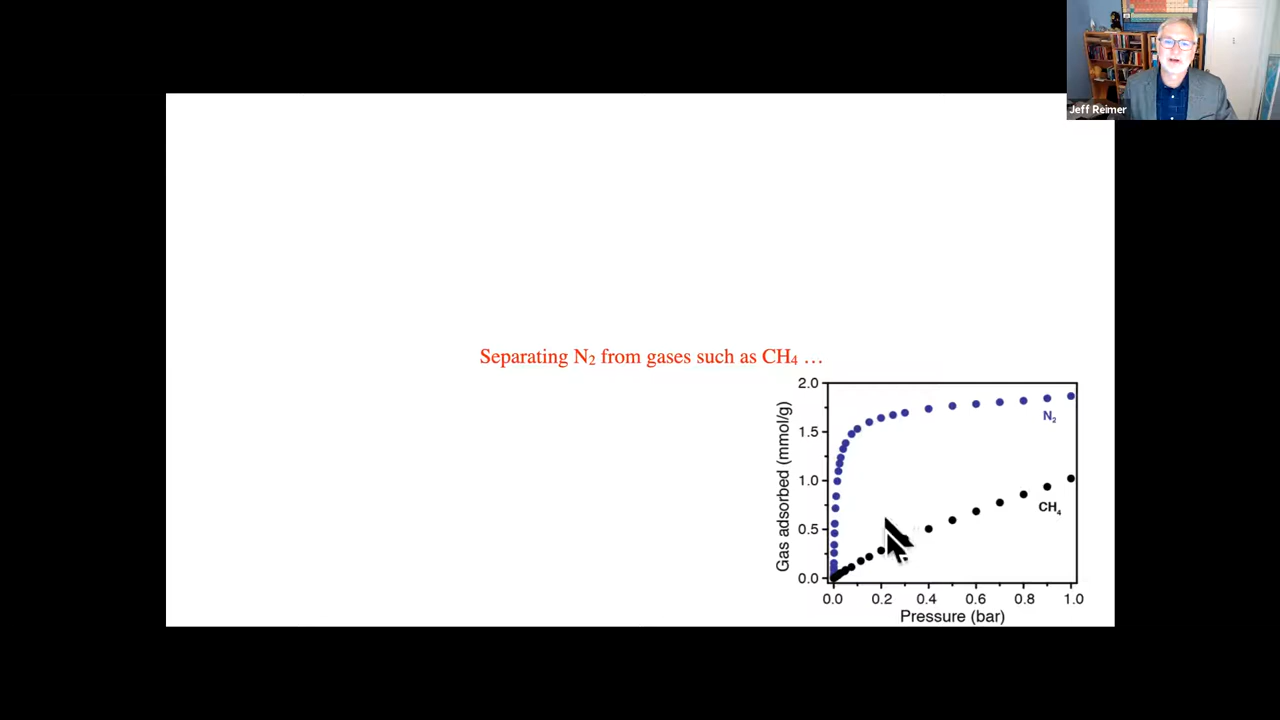 Jeff Reimer
Separating N₂ from gases such as CH₄ …
2.0
1.5
1.0
0.5
0.0
Gas adsorbed (mmol/g)
N₂
CH₄
0.0 0.2 0.4 0.6 0.8 1.0
Pressure (bar)